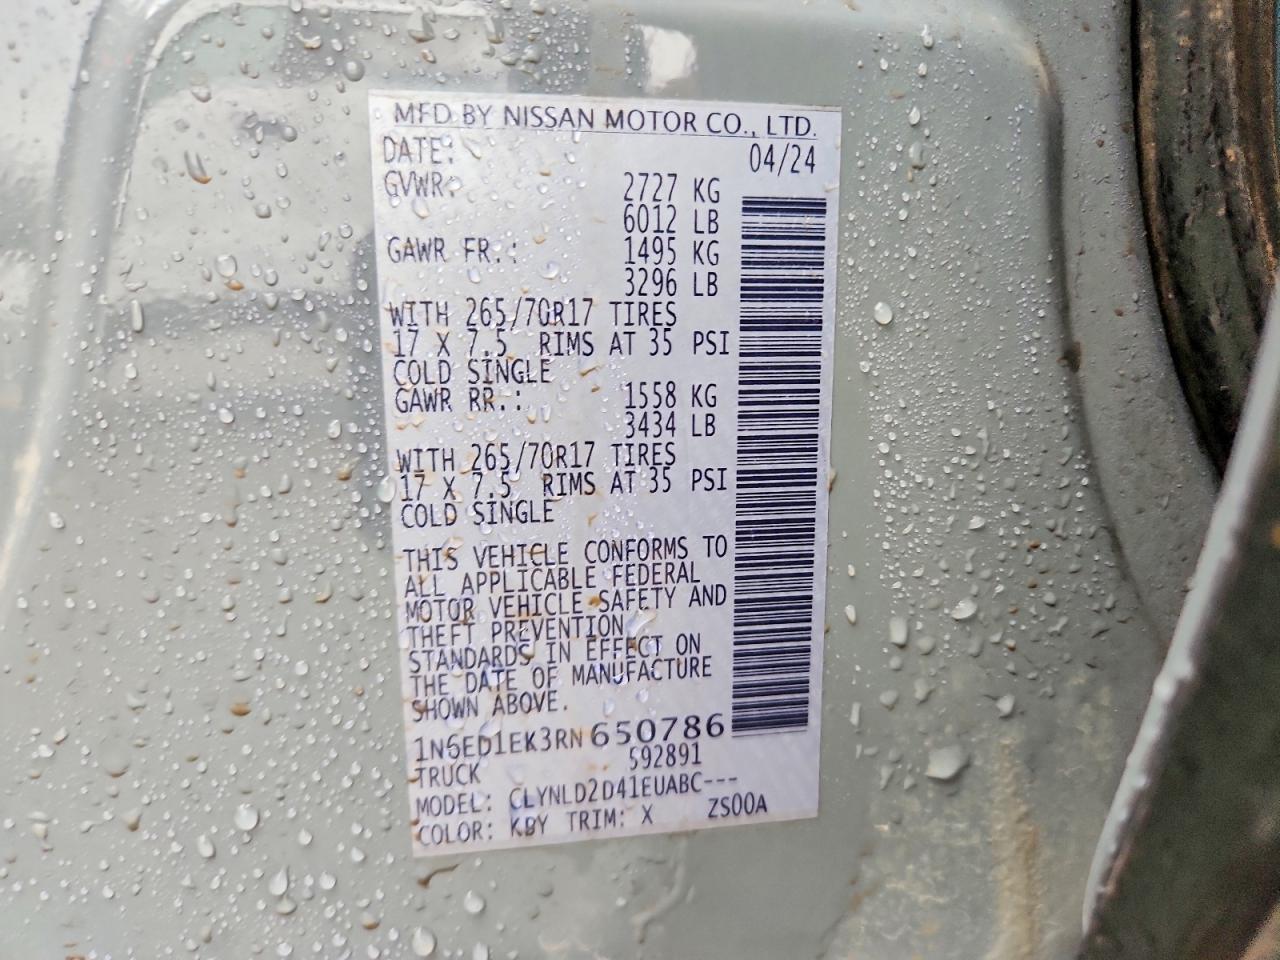 MFD BY NISSAN MOTOR CO., LTD.
DATE: 04/24
GVWR: 2727 KG
6012 LB
GAWR FR.: 1495 KG
3296 LB
WITH 265/70R17 TIRES
17 X 7.5 RIMS AT 35 PSI
COLD SINGLE
GAWR RR.: 1558 KG
3434 LB
WITH 265/70R17 TIRES
17 X 7.5 RIMS AT 35 PSI
COLD SINGLE
THIS VEHICLE CONFORMS TO
ALL APPLICABLE FEDERAL
MOTOR VEHICLE SAFETY AND
THEFT PREVENTION
STANDARDS IN EFFECT ON
THE DATE OF MANUFACTURE
SHOWN ABOVE.
1N6ED1EK3RN650786
TRUCK 592891
MODEL: CLYNLD2D41EUABC---
COLOR: KBY TRIM: X ZS00A